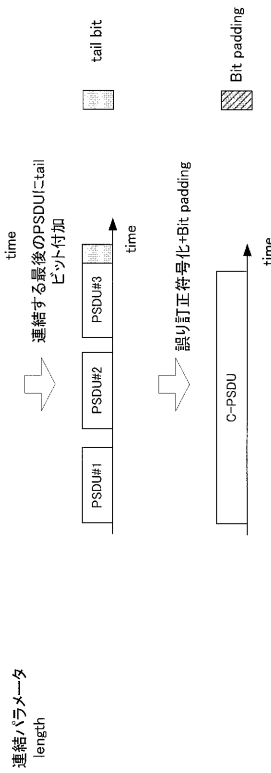 連結パラメータ
length
time
連結する最後のPSDUにtail
ビット付加
PSDU#1
PSDU#2
PSDU#3
time
tail bit
誤り訂正符号化+Bit padding
C-PSDU
time
Bit padding